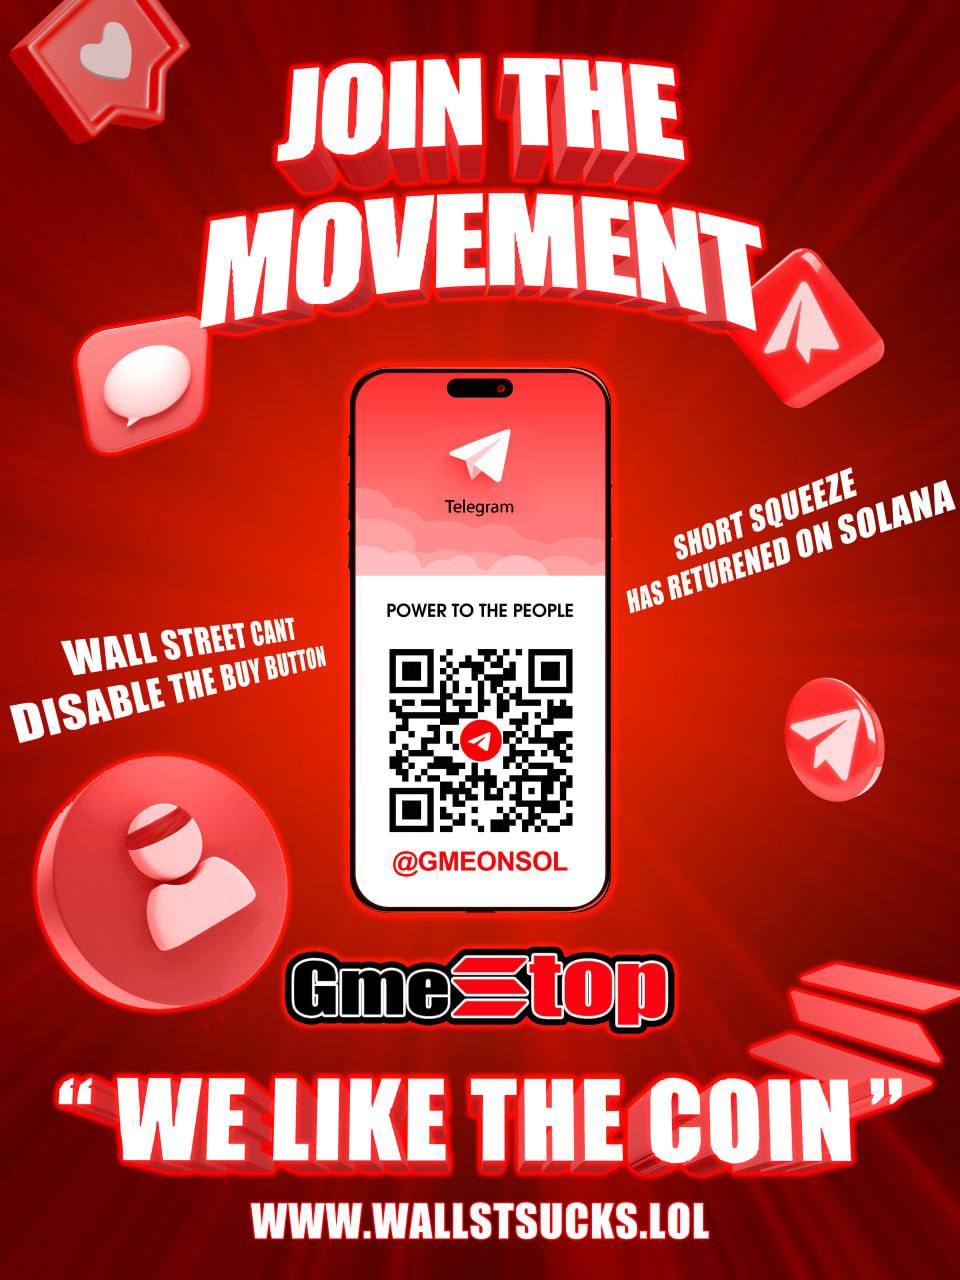 JOIN THE
MOVEMENT
Telegram
SHORT SQUEEZE
HAS RETURENED ON SOLANA
POWER TO THE PEOPLE
WALL STREET CANT
DISABLE THE BUY BUTTON
@GMEONSOL
GmeStop
“ WE LIKE THE COIN ”
WWW.WALLSTSUCKS.LOL